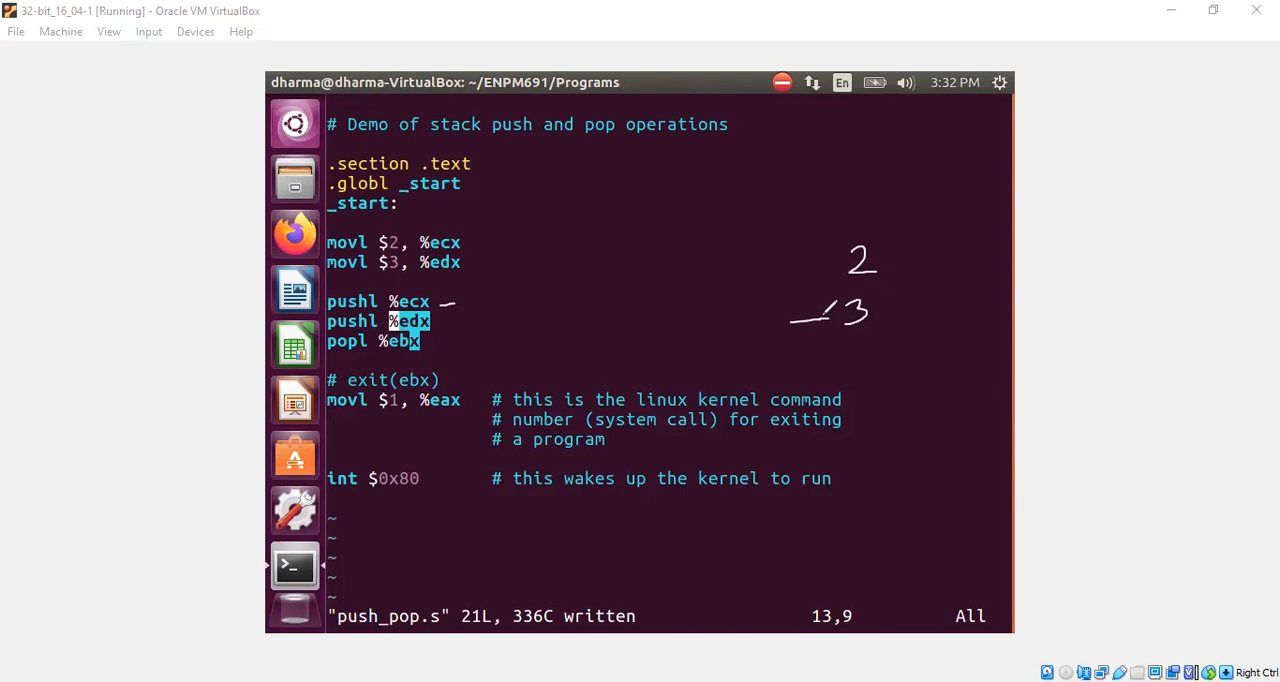 32-bit_16_04-1 [Running] - Oracle VM VirtualBox
File Machine View Input Devices Help
dharma@dharma-VirtualBox: ~/ENPM691/Programs En 3:32 PM
# Demo of stack push and pop operations
.section .text
.globl _start
_start:
movl $2, %ecx
movl $3, %edx
2
pushl %ecx
pushl %edx
3
popl %ebx
# exit(ebx)
movl $1, %eax # this is the linux kernel command
# number (system call) for exiting
# a program
int $0x80 # this wakes up the kernel to run
~
~
~
~
~
"push_pop.s" 21L, 336C written 13,9 All
Right Ctrl